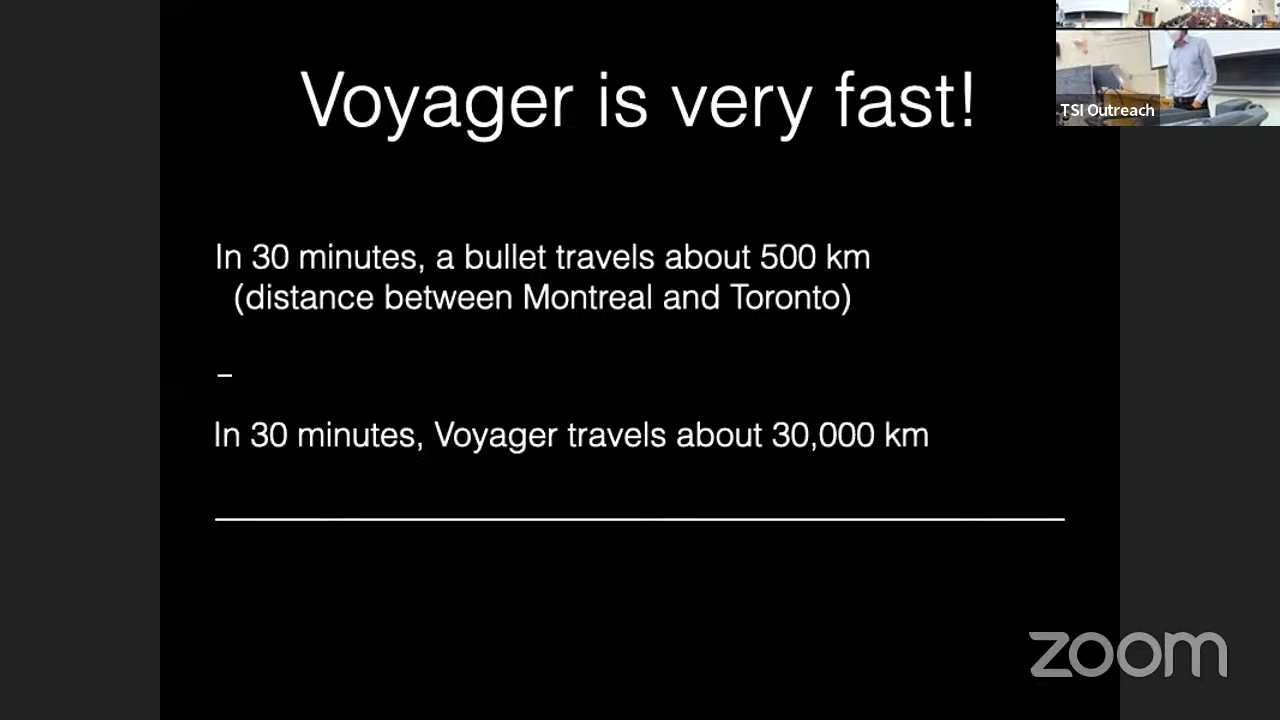 Voyager is very fast!
TSI Outreach
In 30 minutes, a bullet travels about 500 km
(distance between Montreal and Toronto)
–
In 30 minutes, Voyager travels about 30,000 km
zoom